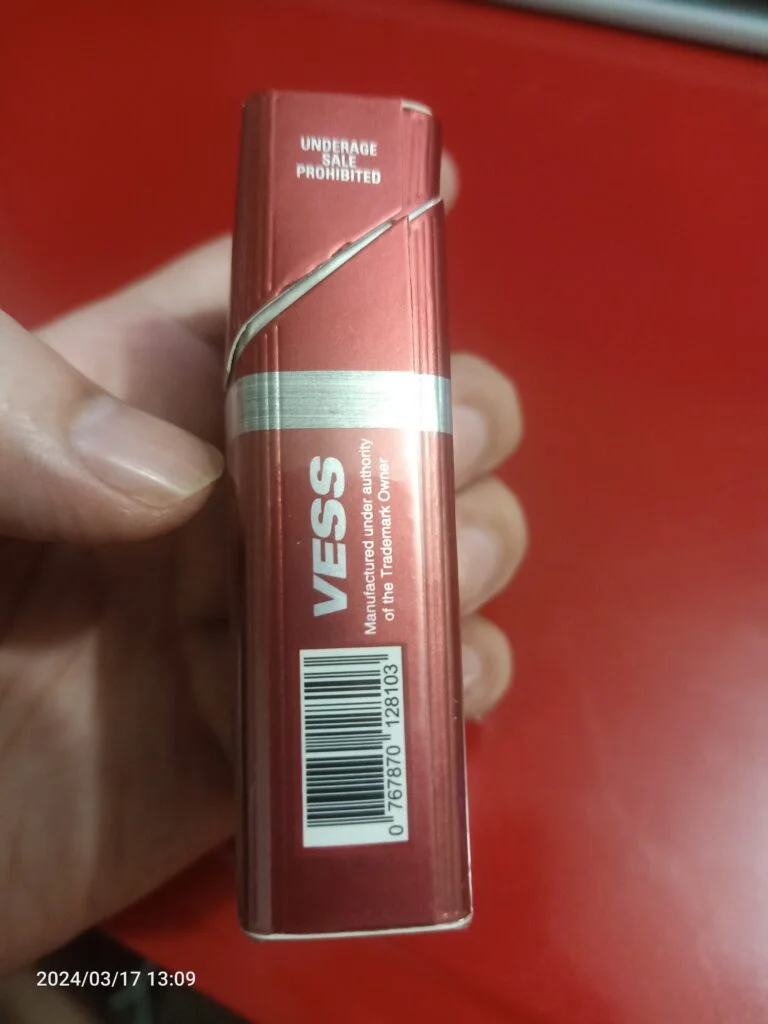 UNDERAGE
SALE
PROHIBITED
VESS
Manufactured under authority
of the Trademark Owner
0 767870 128103
2024/03/17 13:09